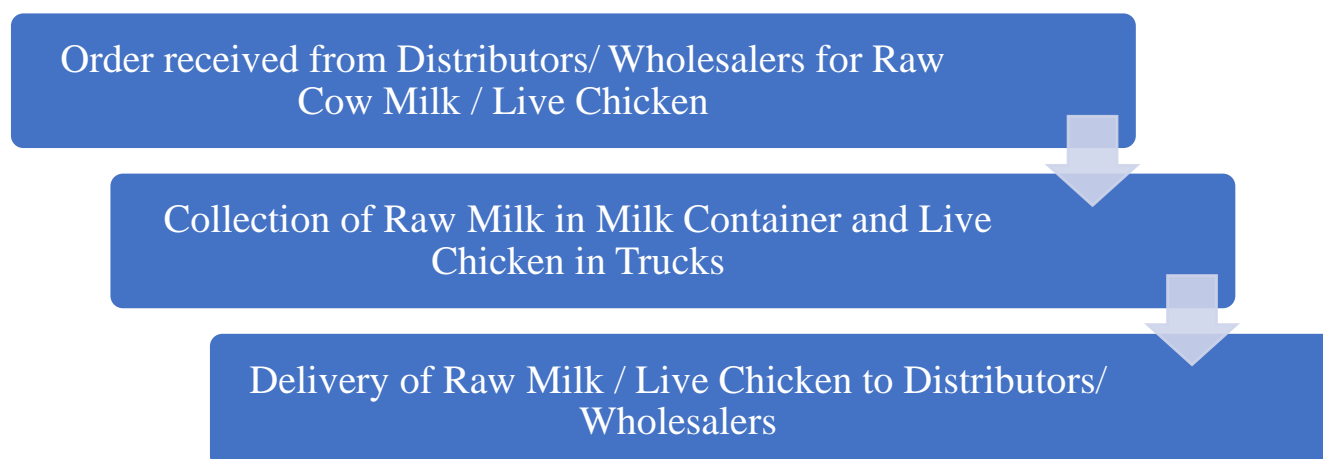 Order received from Distributors/ Wholesalers for Raw
Cow Milk / Live Chicken
Collection of Raw Milk in Milk Container and Live
Chicken in Trucks
Delivery of Raw Milk / Live Chicken to Distributors/
Wholesalers